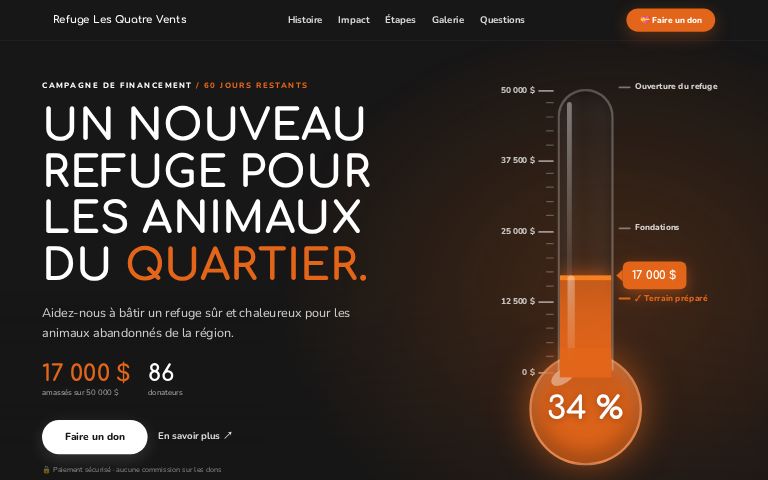 Refuge Les Quatre Vents
Histoire Impact Étapes Galerie Questions
Faire un don
CAMPAGNE DE FINANCEMENT / 60 JOURS RESTANTS
UN NOUVEAU
REFUGE POUR
LES ANIMAUX
DU QUARTIER.
Aidez-nous à bâtir un refuge sûr et chaleureux pour les
animaux abandonnés de la région.
17 000 $
amassés sur 50 000 $
86
donateurs
Faire un don
En savoir plus ↗
🔒 Paiement sécurisé · aucune commission sur les dons
50 000 $
Ouverture du refuge
37 500 $
25 000 $
Fondations
17 000 $
12 500 $
✓ Terrain préparé
0 $
34 %